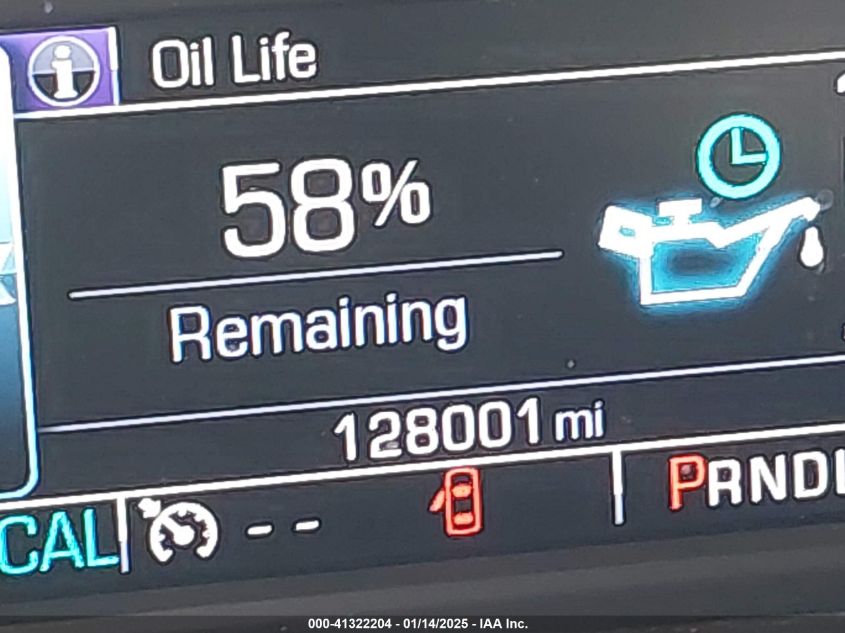 Oil Life
58%
Remaining
128001 mi
CAL -- PRND
000-41322204 - 01/14/2025 - IAA Inc.